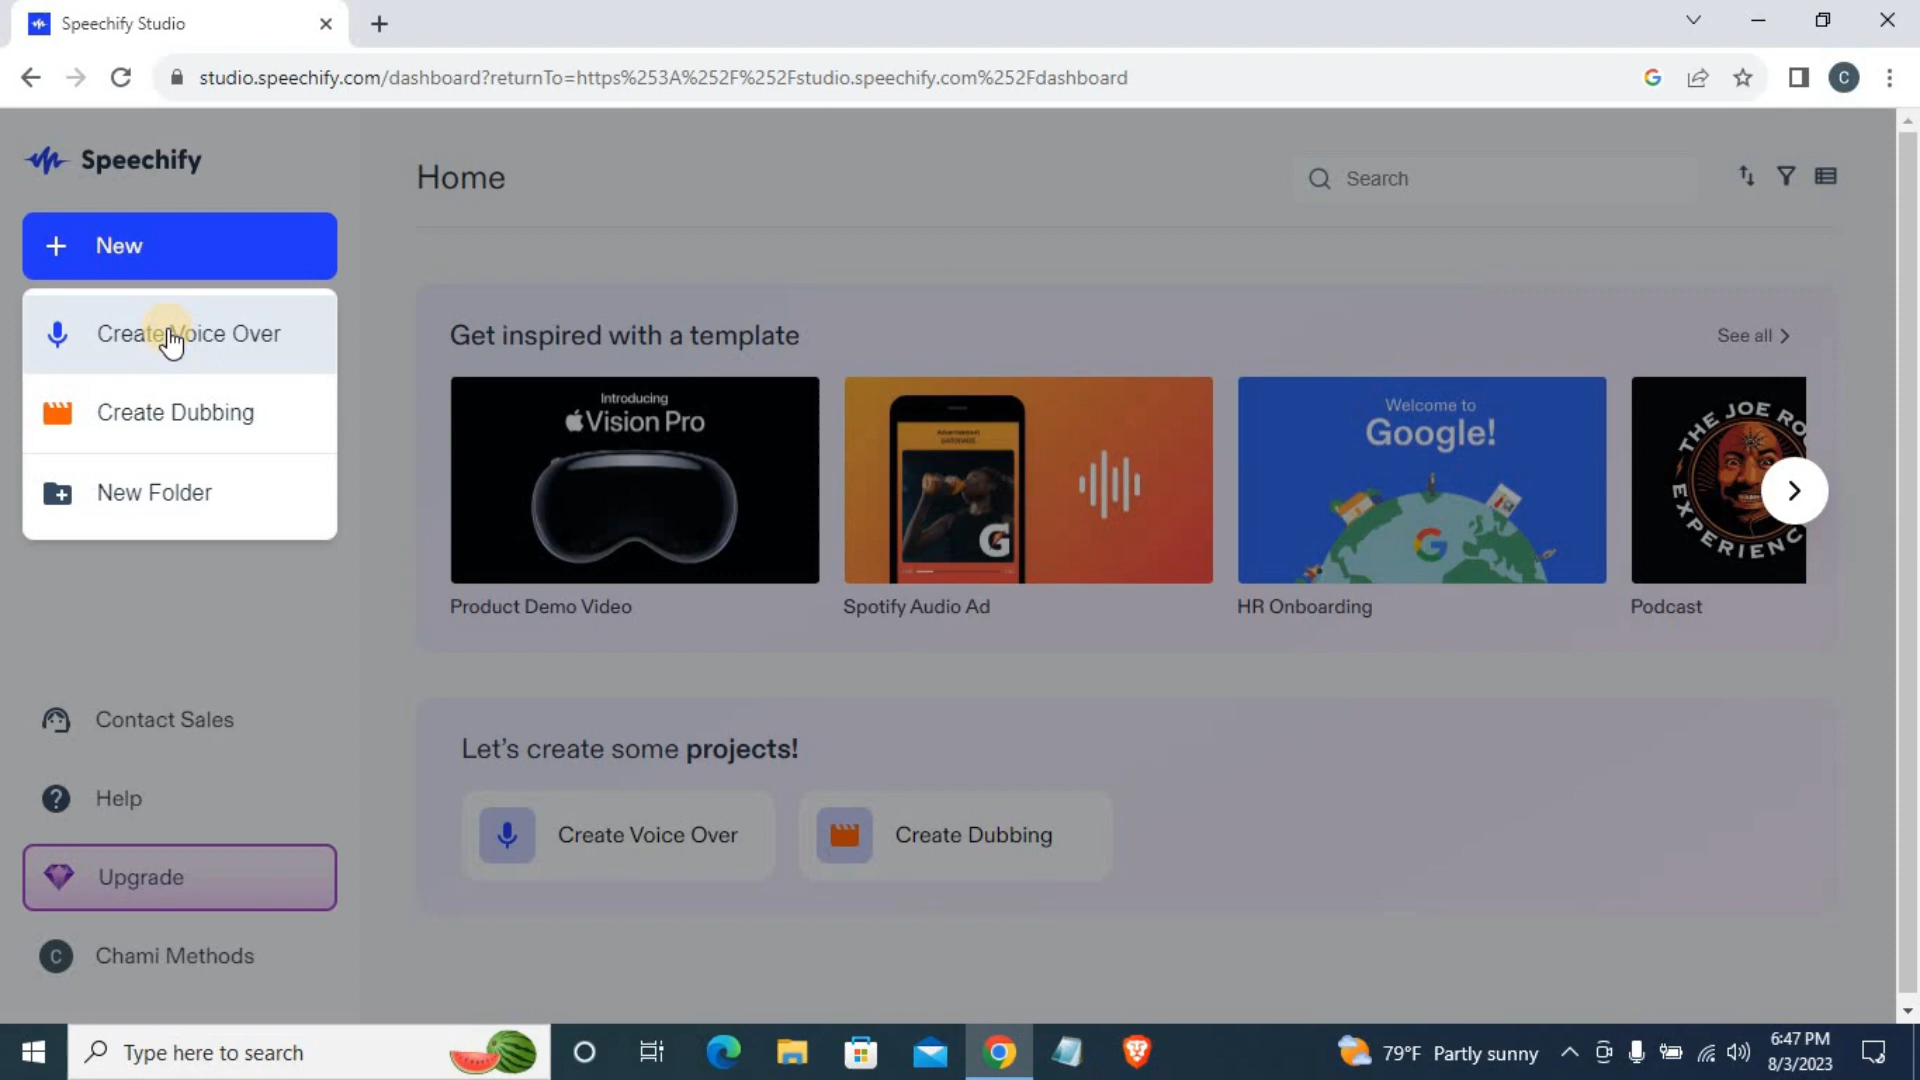 Speechify Studio
studio.speechify.com/dashboard?returnTo=https%253A%252F%252Fstudio.speechify.com%252Fdashboard
C
Speechify
Home
Search
New
Create Voice Over
Create Dubbing
New Folder
Get inspired with a template
See all
Introducing
Vision Pro
G
Welcome to
Google!
G
THE JOE RO
EXPERIENC
Product Demo Video
Spotify Audio Ad
HR Onboarding
Podcast
Contact Sales
Help
Upgrade
C
Chami Methods
Let's create some projects!
Create Voice Over
Create Dubbing
Type here to search
79°F Partly sunny
6:47 PM
8/3/2023